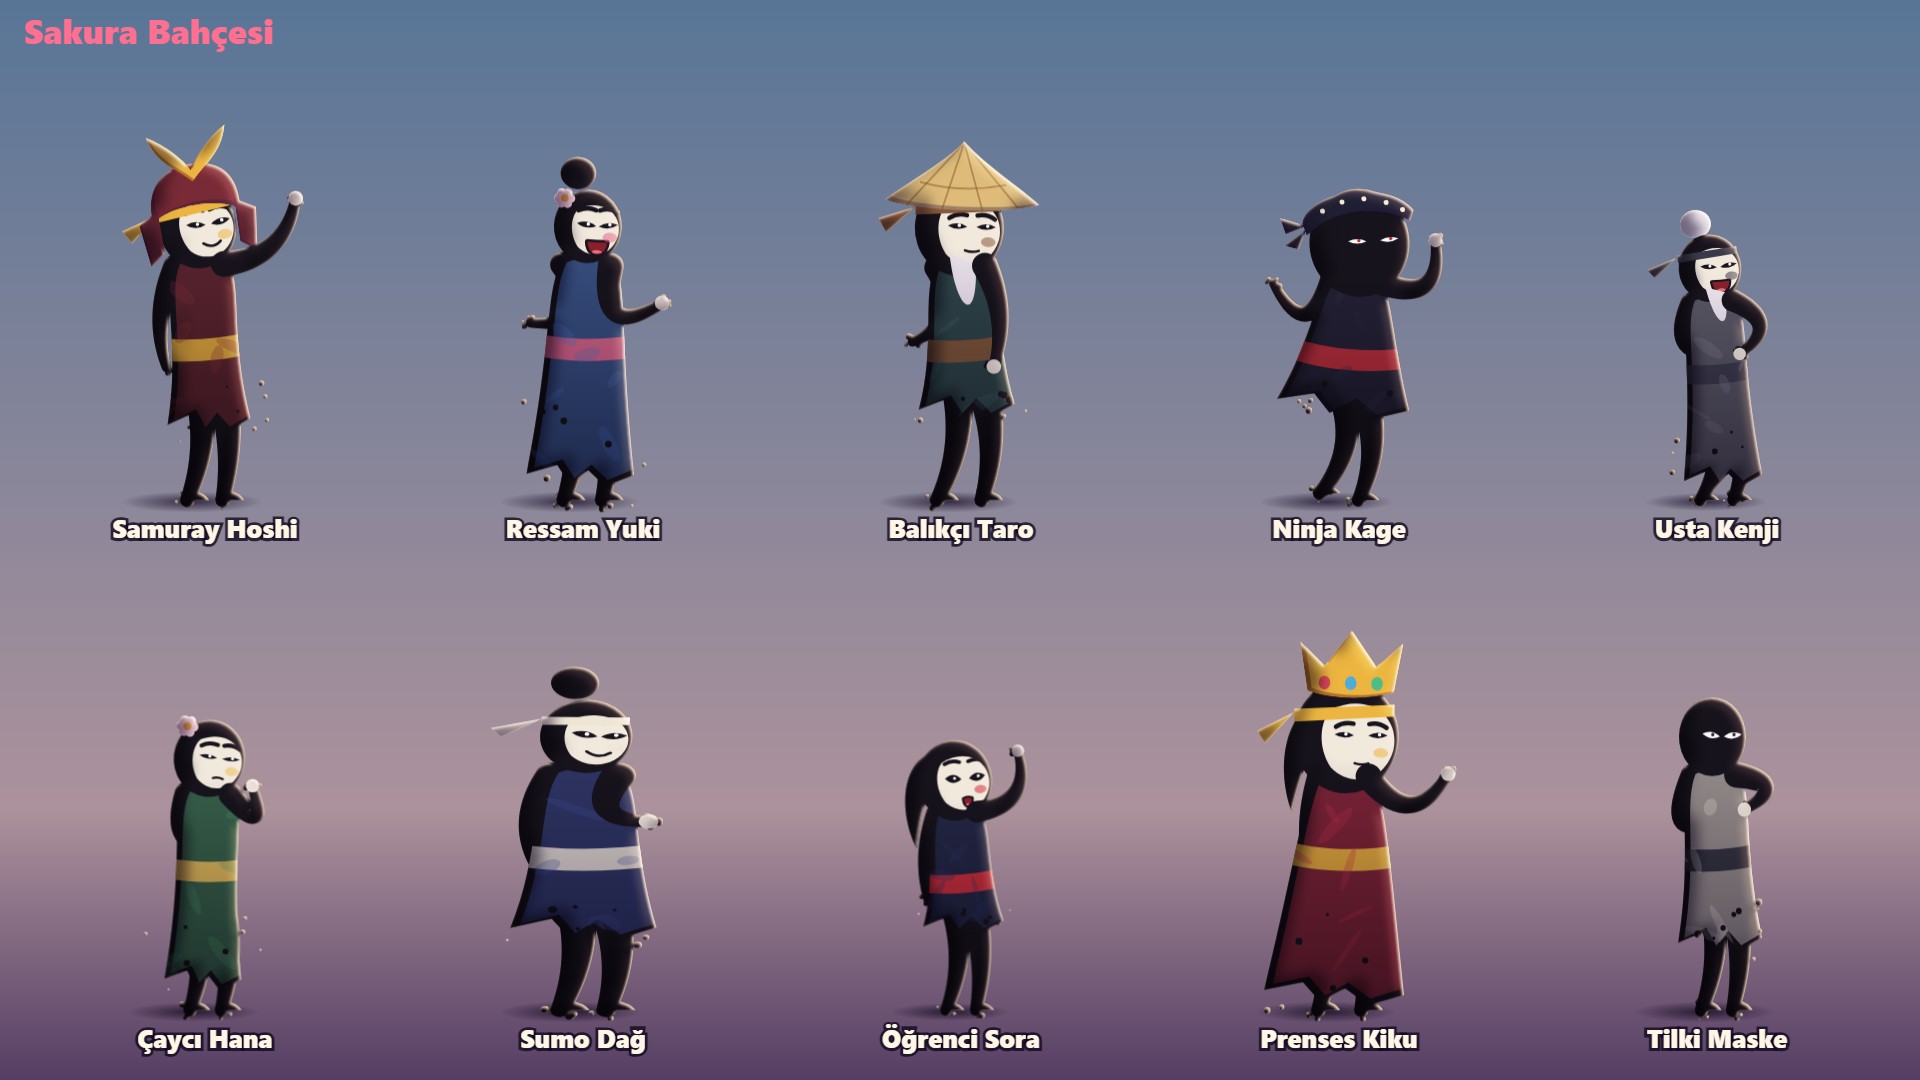 Sakura Bahçesi
Samuray Hoshi
Ressam Yuki
Balıkçı Taro
Ninja Kage
Usta Kenji
Çaycı Hana
Sumo Dağ
Öğrenci Sora
Prenses Kiku
Tilki Maske